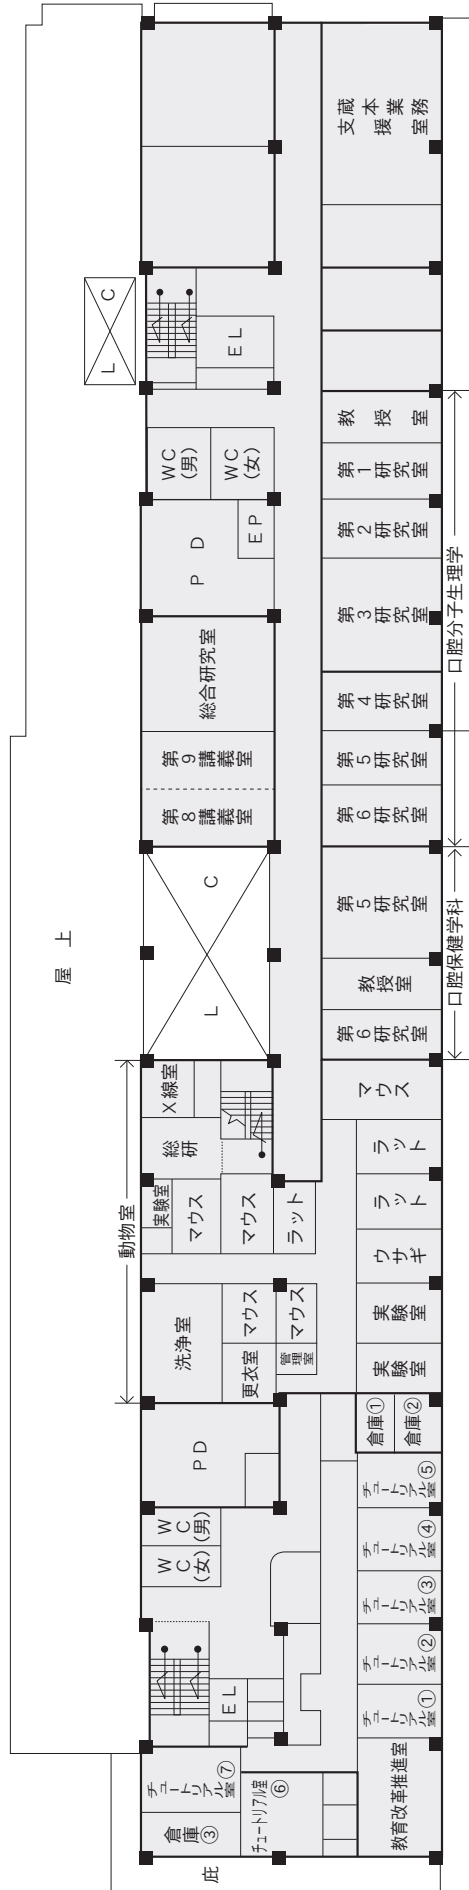 屋上
庇
倉庫③
チュートリアル室⑦
チュートリアル室⑥
教育改革推進室
EL
チュートリアル室①
チュートリアル室②
チュートリアル室③
チュートリアル室④
チュートリアル室⑤
WC(女)
WC(男)
PD
倉庫①
倉庫②
動物室
洗浄室
更衣室
マウス
管理室
マウス
実験室
実験室
ウサギ
ラット
ラット
マウス
実験室
マウス
マウス
ラット
総研
X線室
LC
口腔保健学科
第6研究室
教授室
第5研究室
第8講義室
第9講義室
総合研究室
口腔分子生理学
第6研究室
第5研究室
第4研究室
第3研究室
第2研究室
第1研究室
教授室
PD
EP
WC(男)
WC(女)
EL
LC
蔵本業務
支援室